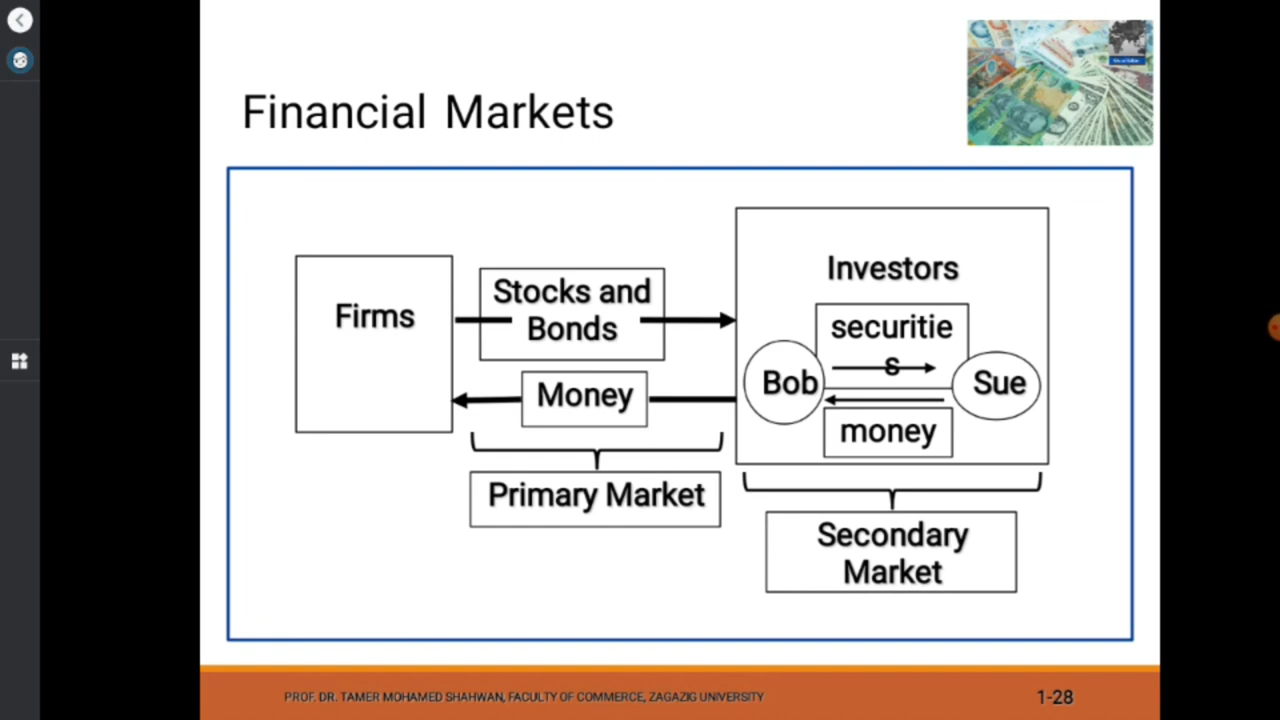 Financial Markets
Firms
Stocks and
Bonds
Money
Primary Market
Investors
securitie
s
Bob
Sue
money
Secondary
Market
PROF. DR. TAMER MOHAMED SHAHWAN, FACULTY OF COMMERCE, ZAGAZIG UNIVERSITY
1-28